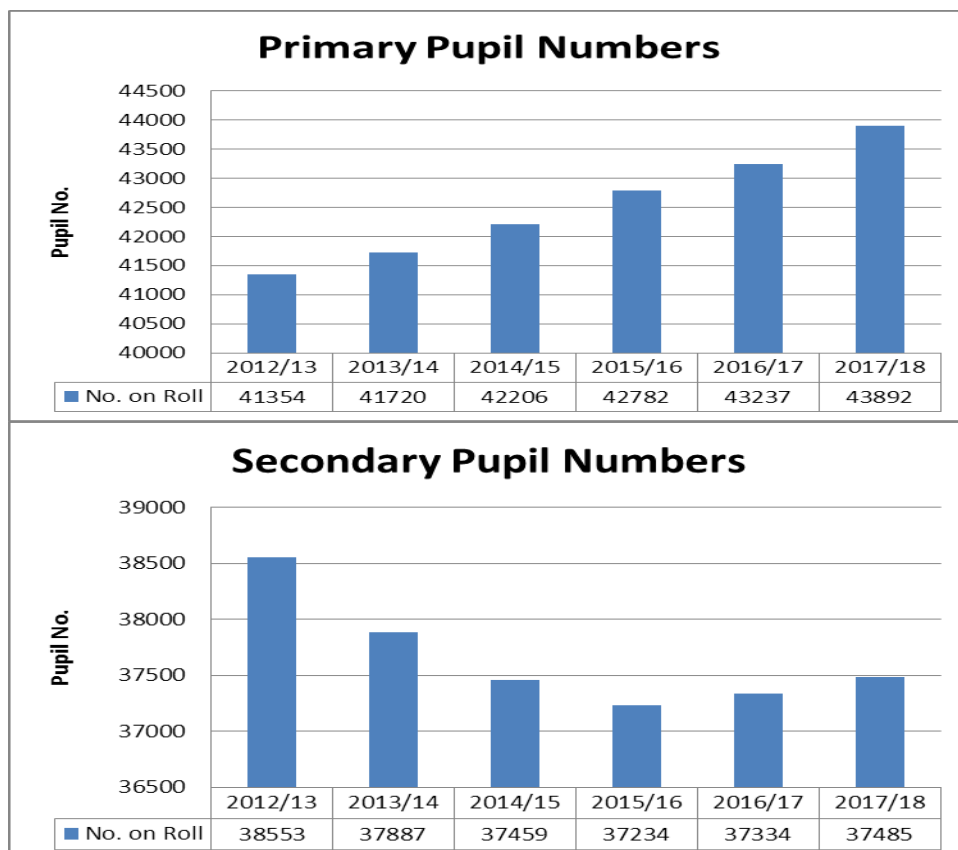 Primary Pupil Numbers
44500
44000
43500
43000
42500
42000
41500
41000
40500
40000
Pupil No.
2012/13 2013/14 2014/15 2015/16 2016/17 2017/18
No. on Roll 41354 41720 42206 42782 43237 43892
Secondary Pupil Numbers
39000
38500
38000
37500
37000
36500
Pupil No.
2012/13 2013/14 2014/15 2015/16 2016/17 2017/18
No. on Roll 38553 37887 37459 37234 37334 37485